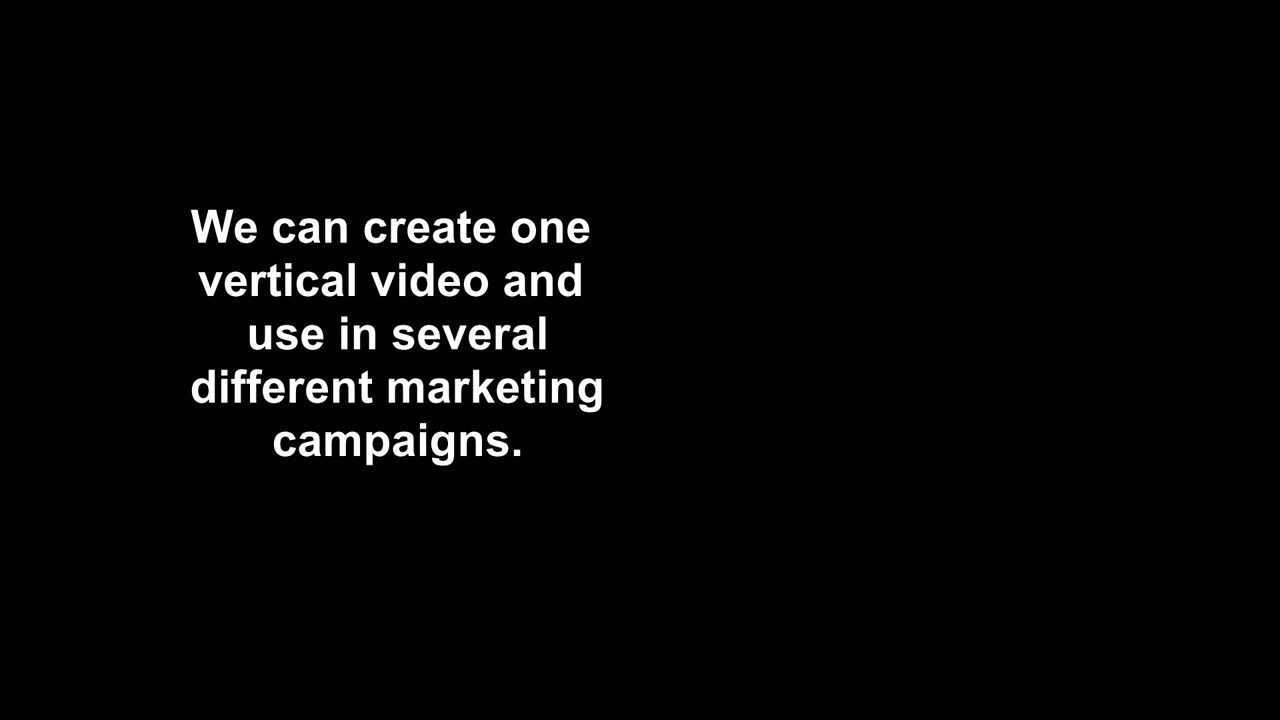 We can create one
vertical video and
use in several
different marketing
campaigns.